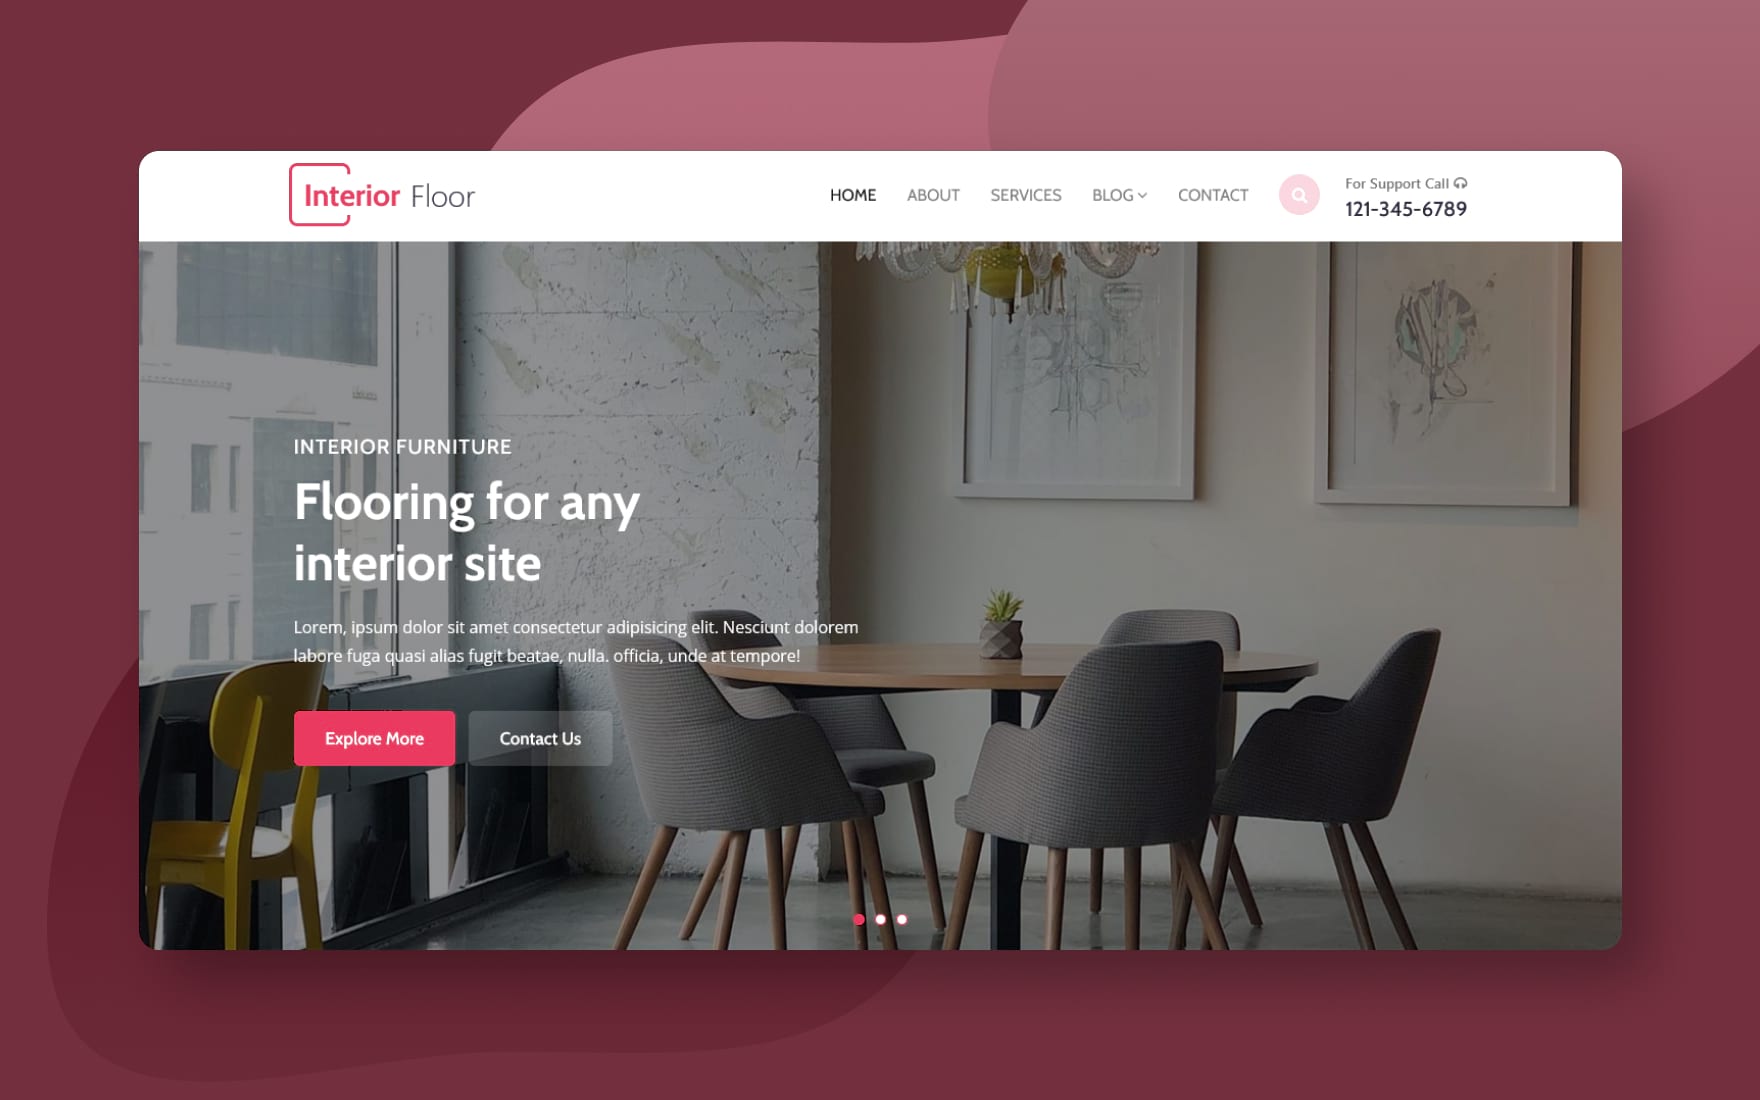 Interior Floor
HOME ABOUT SERVICES BLOG CONTACT
For Support Call
121-345-6789
INTERIOR FURNITURE
Flooring for any
interior site
Lorem, ipsum dolor sit amet consectetur adipisicing elit. Nesciunt dolorem
labore fuga quasi alias fugit beatae, nulla. officia, unde at tempore!
Explore More
Contact Us